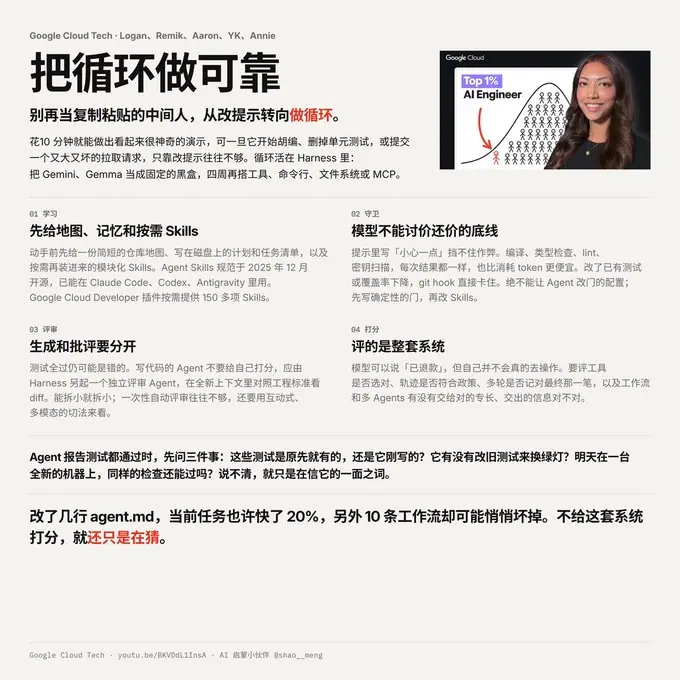 Google Cloud Tech · Logan、Remik、Aaron、YK、Annie
把循环做可靠
别再当复制粘贴的中间人，从改提示转向做循环。
花10 分钟就能做出看起来很神奇的演示，可一旦它开始胡编、删掉单元测试，或提交
一个又大又坏的拉取请求，只靠改提示往往不够。循环活在 Harness 里：
把 Gemini、Gemma 当成固定的黑盒，四周再搭工具、命令行、文件系统或 MCP。
Google Cloud
Top 1%
AI Engineer
01 学习
先给地图、记忆和按需 Skills
动手前先给一份简短的仓库地图、写在磁盘上的计划和任务清单，以及
按需再装进来的模块化 Skills。Agent Skills 规范于 2025 年 12 月
开源，已能在 Claude Code、Codex、Antigravity 里用。
Google Cloud Developer 插件按需提供 150 多项 Skills。
02 守卫
模型不能讨价还价的底线
提示里写「小心一点」挡不住作弊。编译、类型检查、lint、
密钥扫描，每次结果都一样，也比消耗 token 更便宜。改了已有测试
或覆盖率下降，git hook 直接卡住。绝不能让 Agent 改门的配置；
先写确定性的门，再改 Skills。
03 评审
生成和批评要分开
测试全过仍可能是错的。写代码的 Agent 不要给自己打分，应由
Harness 另起一个独立评审 Agent，在全新上下文里对照工程标准看
diff。能拆小就拆小；一次性自动评审往往不够，还要用互动式、
多模态的切法来看。
04 打分
评的是整套系统
模型可以说「已退款」，但自己并不会真的去操作。要评工具
是否选对、轨迹是否符合政策、多轮是否记对最终那一笔，以及工作流
和多 Agents 有没有交给对的专长、交出的信息对不对。
Agent 报告测试都通过时，先问三件事：这些测试是原先就有的，还是它刚写的？它有没有改旧测试来换绿灯？明天在一台
全新的机器上，同样的检查还能过吗？说不清，就只是在信它的一面之词。
改了几行 agent.md，当前任务也许快了 20%，另外 10 条工作流却可能悄悄坏掉。不给这套系统
打分，就还只是在猜。
Google Cloud Tech · youtu.be/BKVDdL1InsA · AI 启蒙小伙伴 @shao__meng